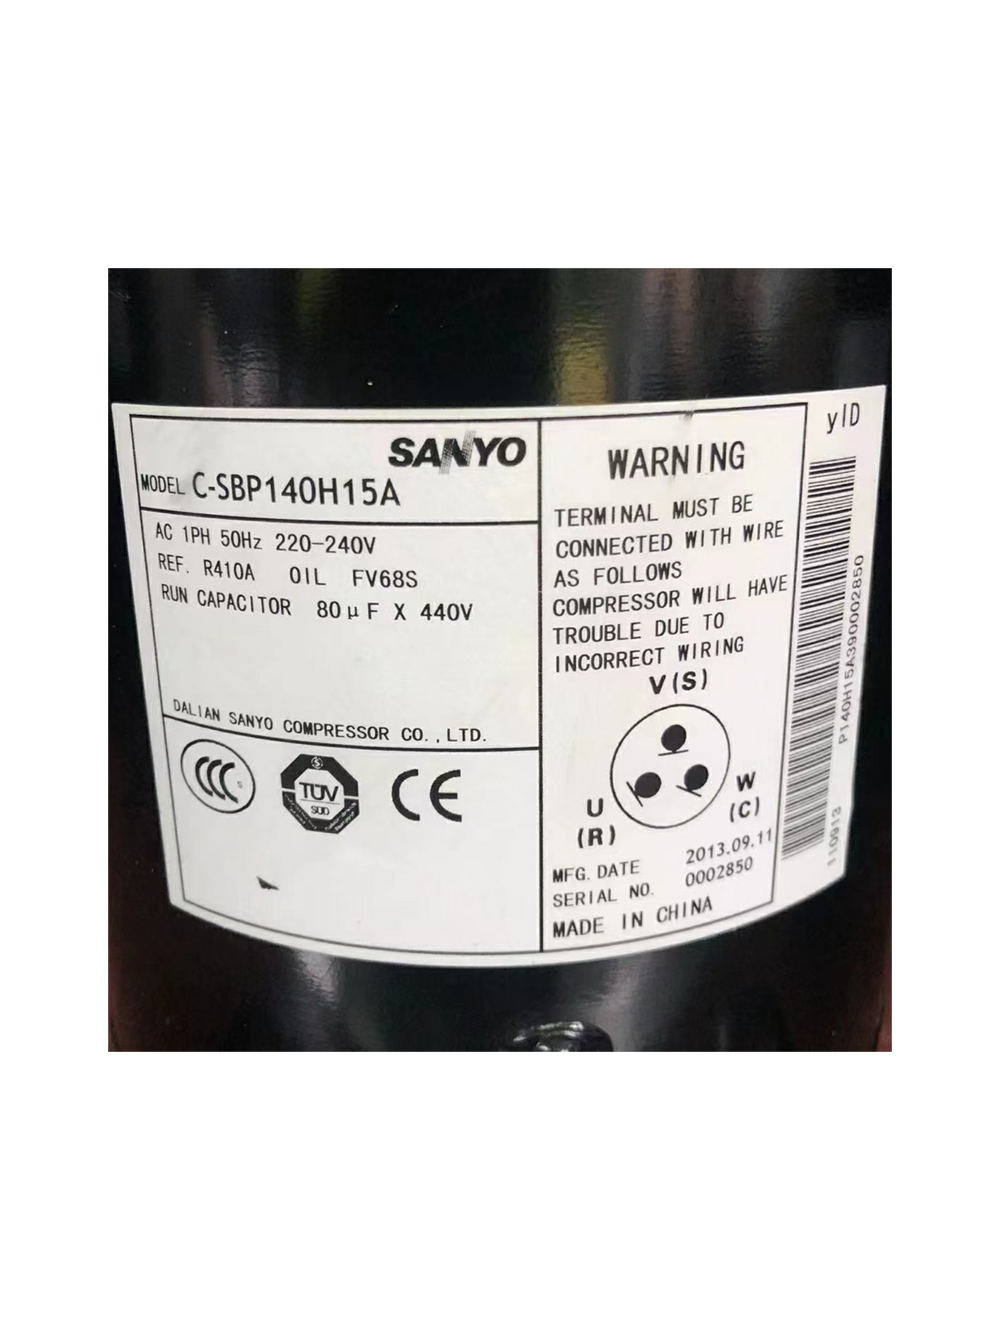 SANYO
MODEL C-SBP140H15A
AC 1PH 50Hz 220-240V
REF. R410A OIL FV68S
RUN CAPACITOR 80μF X 440V
DALIAN SANYO COMPRESSOR CO.,LTD.
CCC S
TÜV
SÜD
CE
WARNING
TERMINAL MUST BE
CONNECTED WITH WIRE
AS FOLLOWS
COMPRESSOR WILL HAVE
TROUBLE DUE TO
INCORRECT WIRING
V(S)
U
(R)
W
(C)
MFG. DATE 2013.09.11
SERIAL NO. 0002850
MADE IN CHINA
yID
P140H15A3900002850
110913